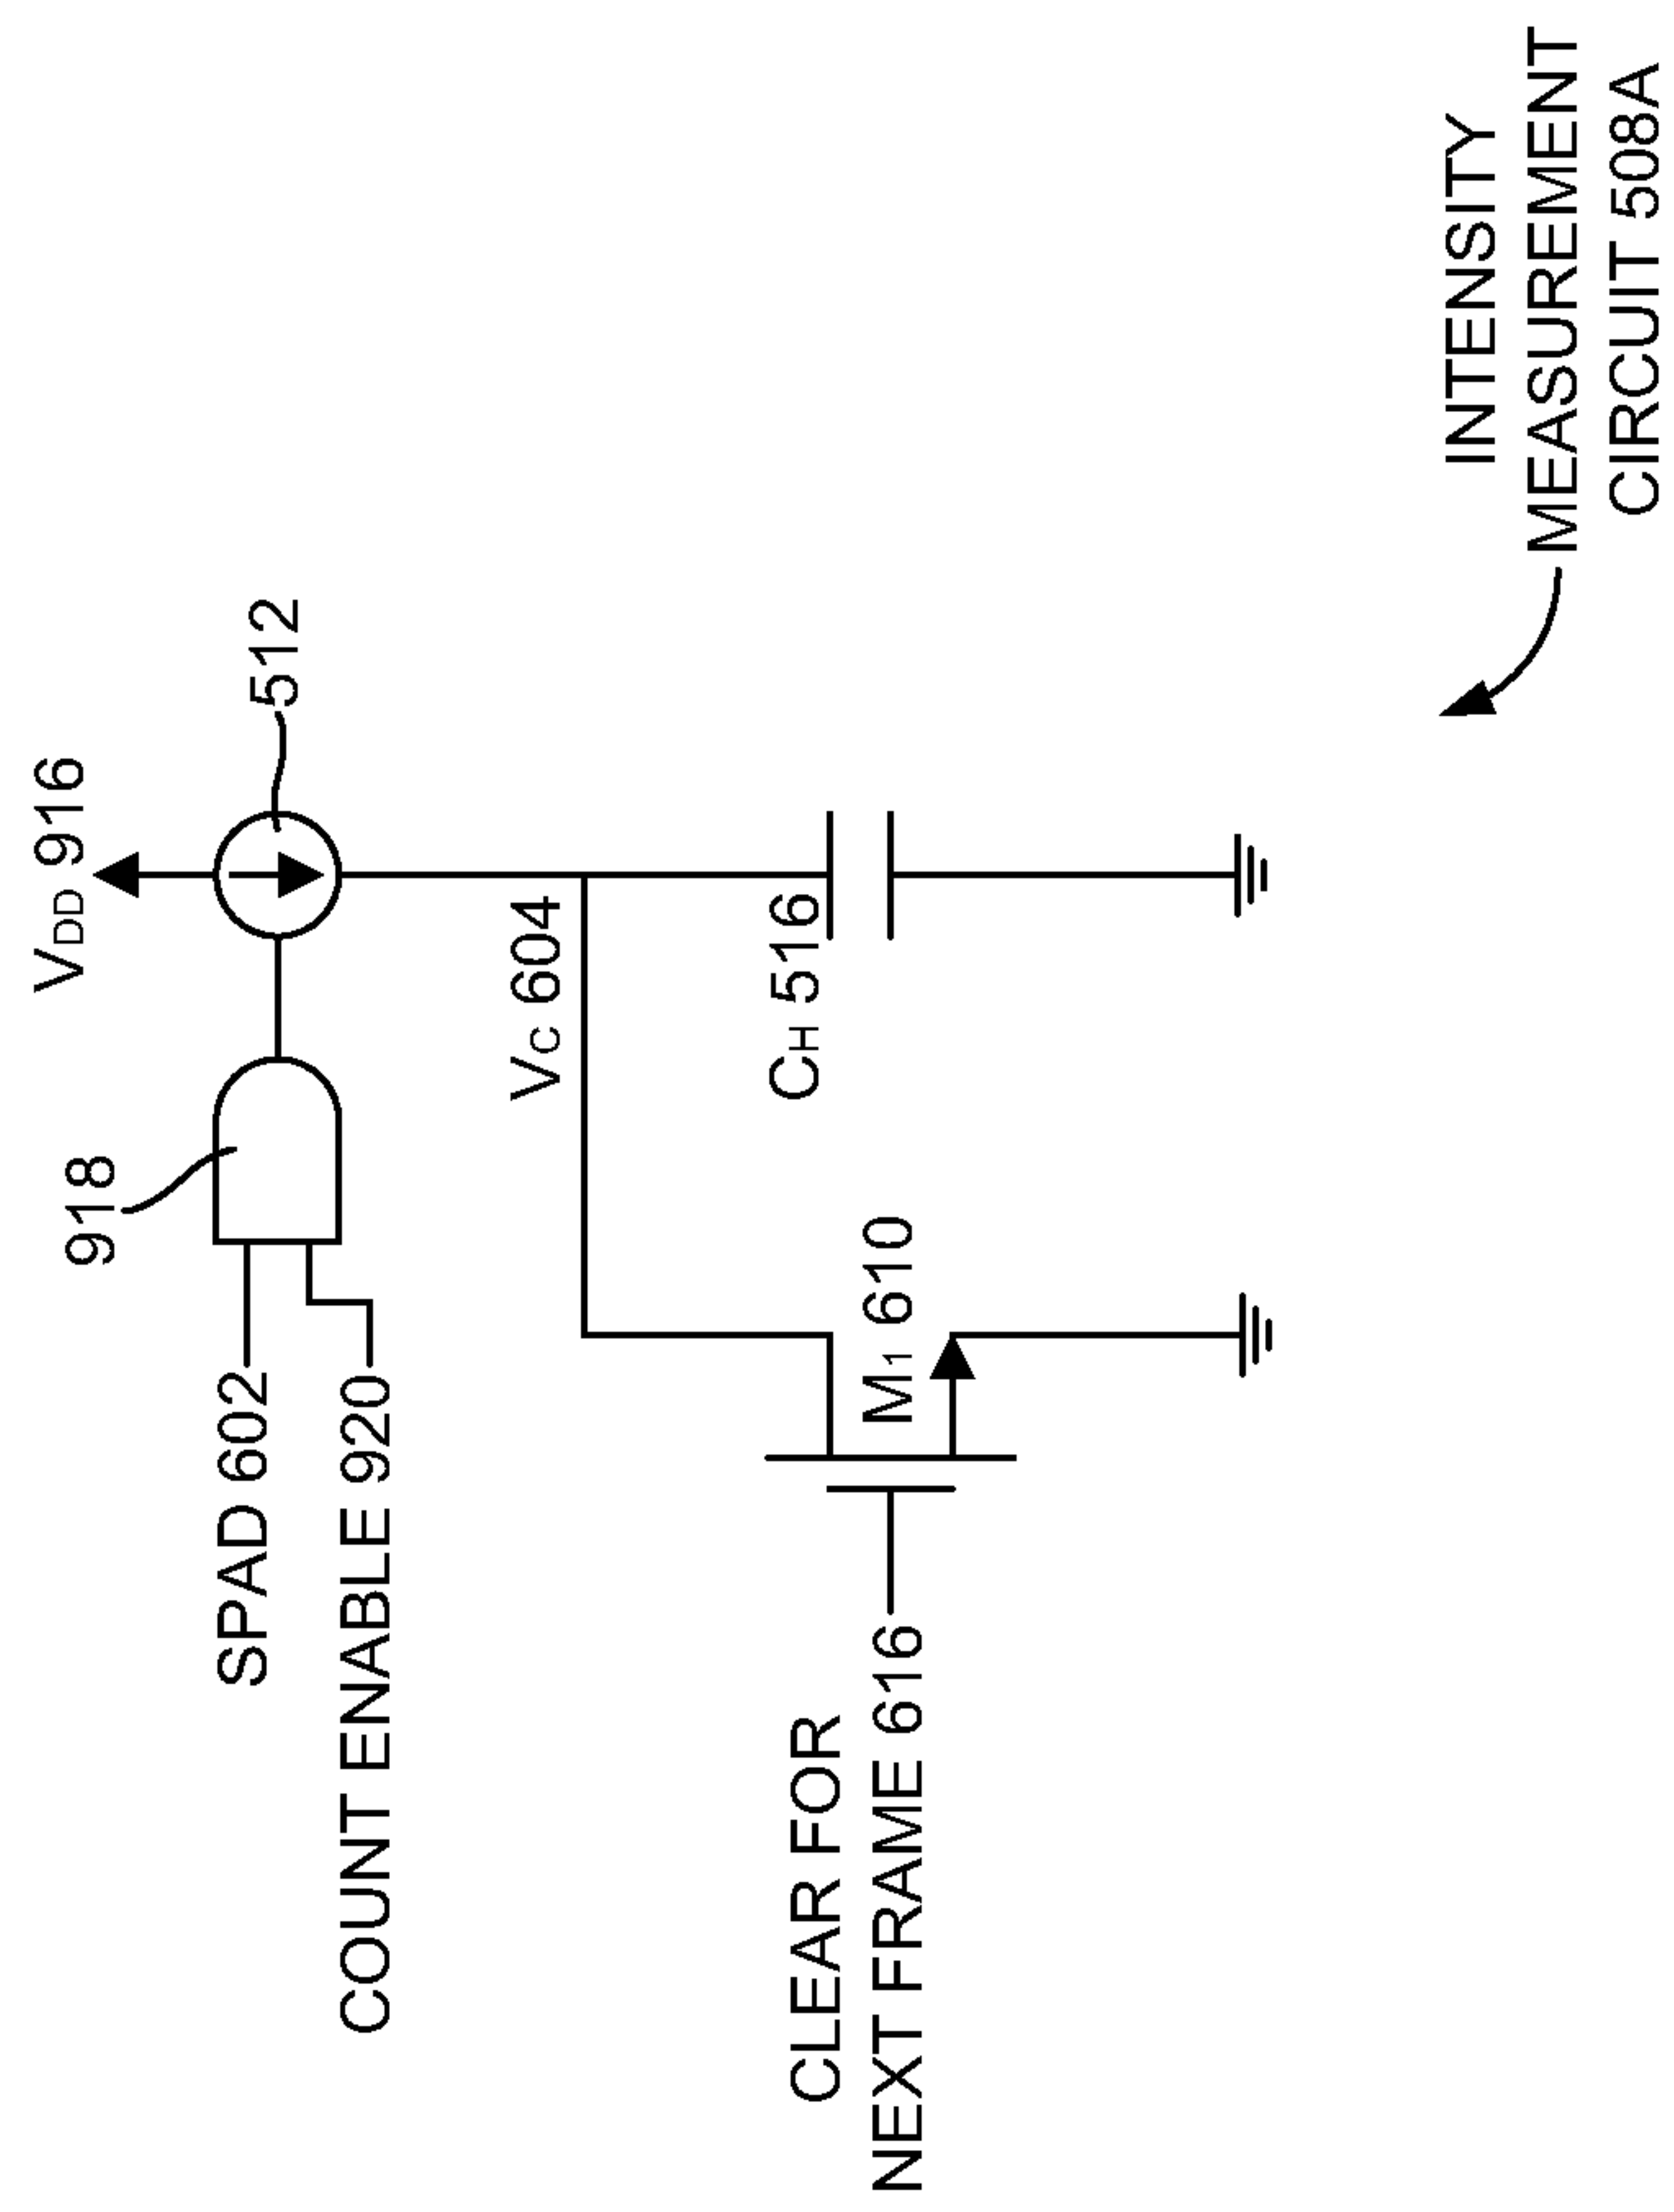 VDD 916
918
512
SPAD 602
COUNT ENABLE 920
VC 604
CH 516
M1 610
CLEAR FOR
NEXT FRAME 616
INTENSITY
MEASUREMENT
CIRCUIT 508A